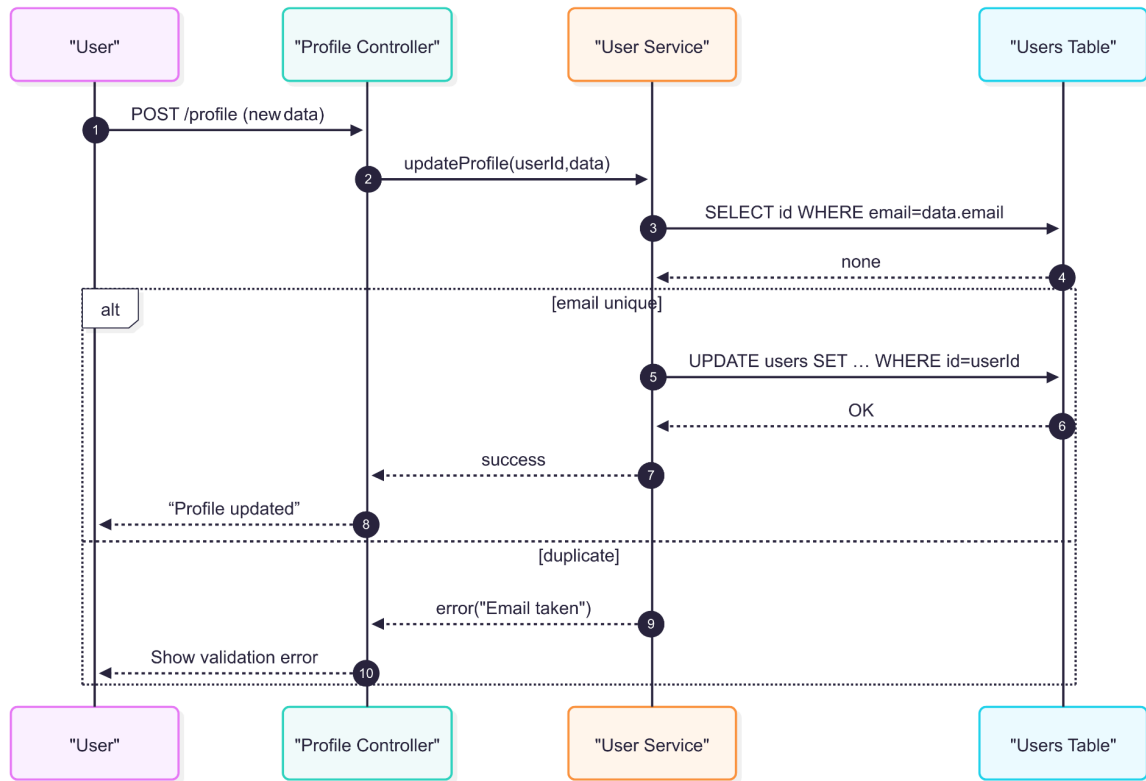 "User"
"Profile Controller"
"User Service"
"Users Table"
POST /profile (new data)
1
updateProfile(userId,data)
2
SELECT id WHERE email=data.email
3
none
4
alt
[email unique]
UPDATE users SET … WHERE id=userId
5
OK
6
success
7
“Profile updated”
8
[duplicate]
error("Email taken")
9
Show validation error
10
"User"
"Profile Controller"
"User Service"
"Users Table"